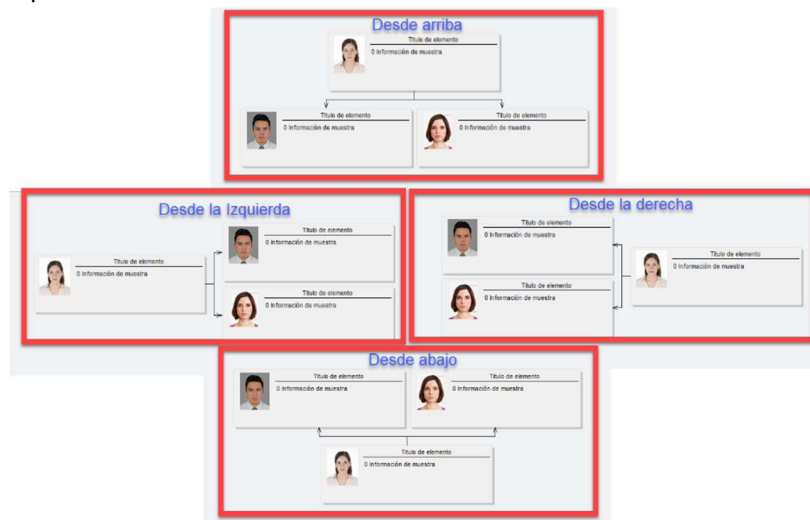 Desde arriba
Título de elemento
0 Información de muestra
Título de elemento
0 Información de muestra
Título de elemento
0 Información de muestra
Desde la Izquierda
Título de elemento
0 Información de muestra
Título de elemento
0 Información de muestra
Título de elemento
0 Información de muestra
Desde la derecha
Título de elemento
0 Información de muestra
Título de elemento
0 Información de muestra
Título de elemento
0 Información de muestra
Desde abajo
Título de elemento
0 Información de muestra
Título de elemento
0 Información de muestra
Título de elemento
0 Información de muestra